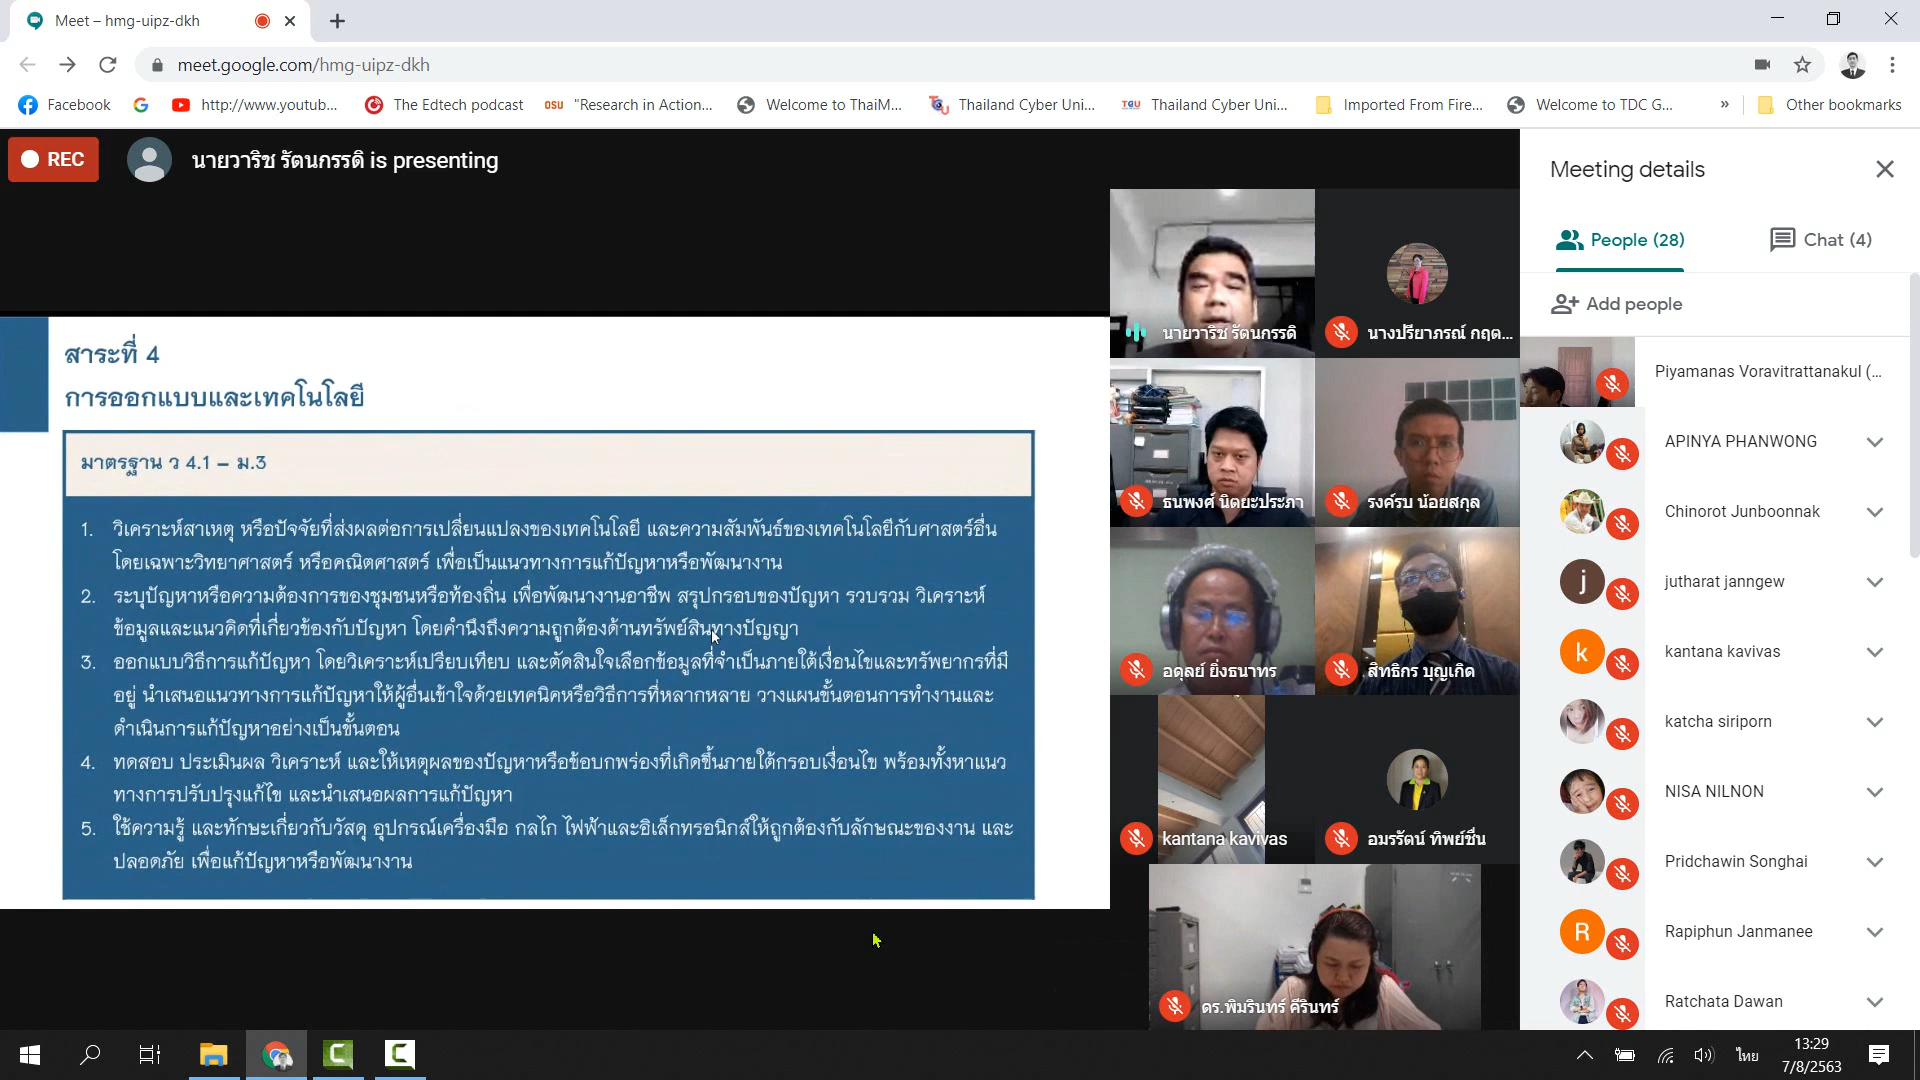 Meet – hmg-uipz-dkh
meet.google.com/hmg-uipz-dkh
Facebook
http://www.youtub...
The Edtech podcast
OSU "Research in Action...
Welcome to ThaiM...
Thailand Cyber Uni...
TCU Thailand Cyber Uni...
Imported From Fire...
Welcome to TDC G...
» Other bookmarks
REC
นายวาริช รัตนกรรดิ is presenting
สาระที่ 4
การออกแบบและเทคโนโลยี
มาตรฐาน ว 4.1 – ม.3
1. วิเคราะห์สาเหตุ หรือปัจจัยที่ส่งผลต่อการเปลี่ยนแปลงของเทคโนโลยี และความสัมพันธ์ของเทคโนโลยีกับศาสตร์อื่น
โดยเฉพาะวิทยาศาสตร์ หรือคณิตศาสตร์ เพื่อเป็นแนวทางการแก้ปัญหาหรือพัฒนางาน
2. ระบุปัญหาหรือความต้องการของชุมชนหรือท้องถิ่น เพื่อพัฒนางานอาชีพ สรุปกรอบของปัญหา รวบรวม วิเคราะห์
ข้อมูลและแนวคิดที่เกี่ยวข้องกับปัญหา โดยคำนึงถึงความถูกต้องด้านทรัพย์สินทางปัญญา
3. ออกแบบวิธีการแก้ปัญหา โดยวิเคราะห์เปรียบเทียบ และตัดสินใจเลือกข้อมูลที่จำเป็นภายใต้เงื่อนไขและทรัพยากรที่มี
อยู่ นำเสนอแนวทางการแก้ปัญหาให้ผู้อื่นเข้าใจด้วยเทคนิคหรือวิธีการที่หลากหลาย วางแผนขั้นตอนการทำงานและ
ดำเนินการแก้ปัญหาอย่างเป็นขั้นตอน
4. ทดสอบ ประเมินผล วิเคราะห์ และให้เหตุผลของปัญหาหรือข้อบกพร่องที่เกิดขึ้นภายใต้กรอบเงื่อนไข พร้อมทั้งหาแนว
ทางการปรับปรุงแก้ไข และนำเสนอผลการแก้ปัญหา
5. ใช้ความรู้ และทักษะเกี่ยวกับวัสดุ อุปกรณ์เครื่องมือ กลไก ไฟฟ้าและอิเล็กทรอนิกส์ให้ถูกต้องกับลักษณะของงาน และ
ปลอดภัย เพื่อแก้ปัญหาหรือพัฒนางาน
นายวาริช รัตนกรรดิ
นางปรียาภรณ์ กฤต...
ธนพงศ์ นิตยะประภา
รงค์รบ น้อยสกุล
อดุลย์ ยิ่งธนาทร
สิทธิกร บุญเกิด
kantana kavivas
อมรรัตน์ ทิพย์ชื่น
ดร.พิมรินทร์ คีรินทร์
Meeting details
People (28)
Chat (4)
Add people
Piyamanas Voravitrattanakul (...
APINYA PHANWONG
Chinorot Junboonnak
j
jutharat janngew
k
kantana kavivas
katcha siriporn
NISA NILNON
Pridchawin Songhai
R
Rapiphun Janmanee
Ratchata Dawan
ไทย
13:29
7/8/2563